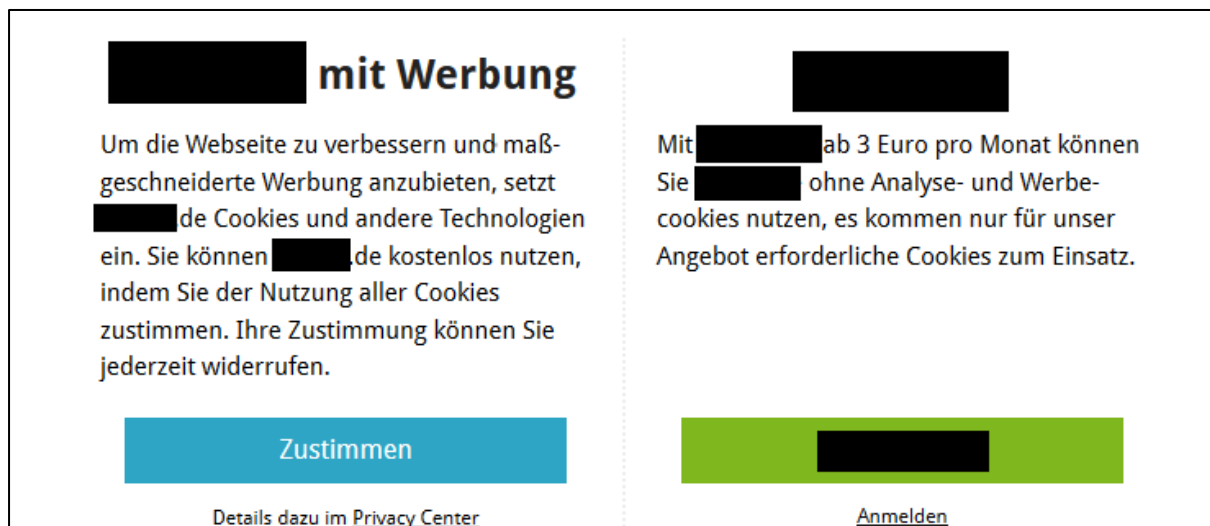 mit Werbung
Um die Webseite zu verbessern und maß-
geschneiderte Werbung anzubieten, setzt
.de Cookies und andere Technologien
ein. Sie können .de kostenlos nutzen,
indem Sie der Nutzung aller Cookies
zustimmen. Ihre Zustimmung können Sie
jederzeit widerrufen.
Zustimmen
Details dazu im Privacy Center
Mit ab 3 Euro pro Monat können
Sie ohne Analyse- und Werbe-
cookies nutzen, es kommen nur für unser
Angebot erforderliche Cookies zum Einsatz.
Anmelden